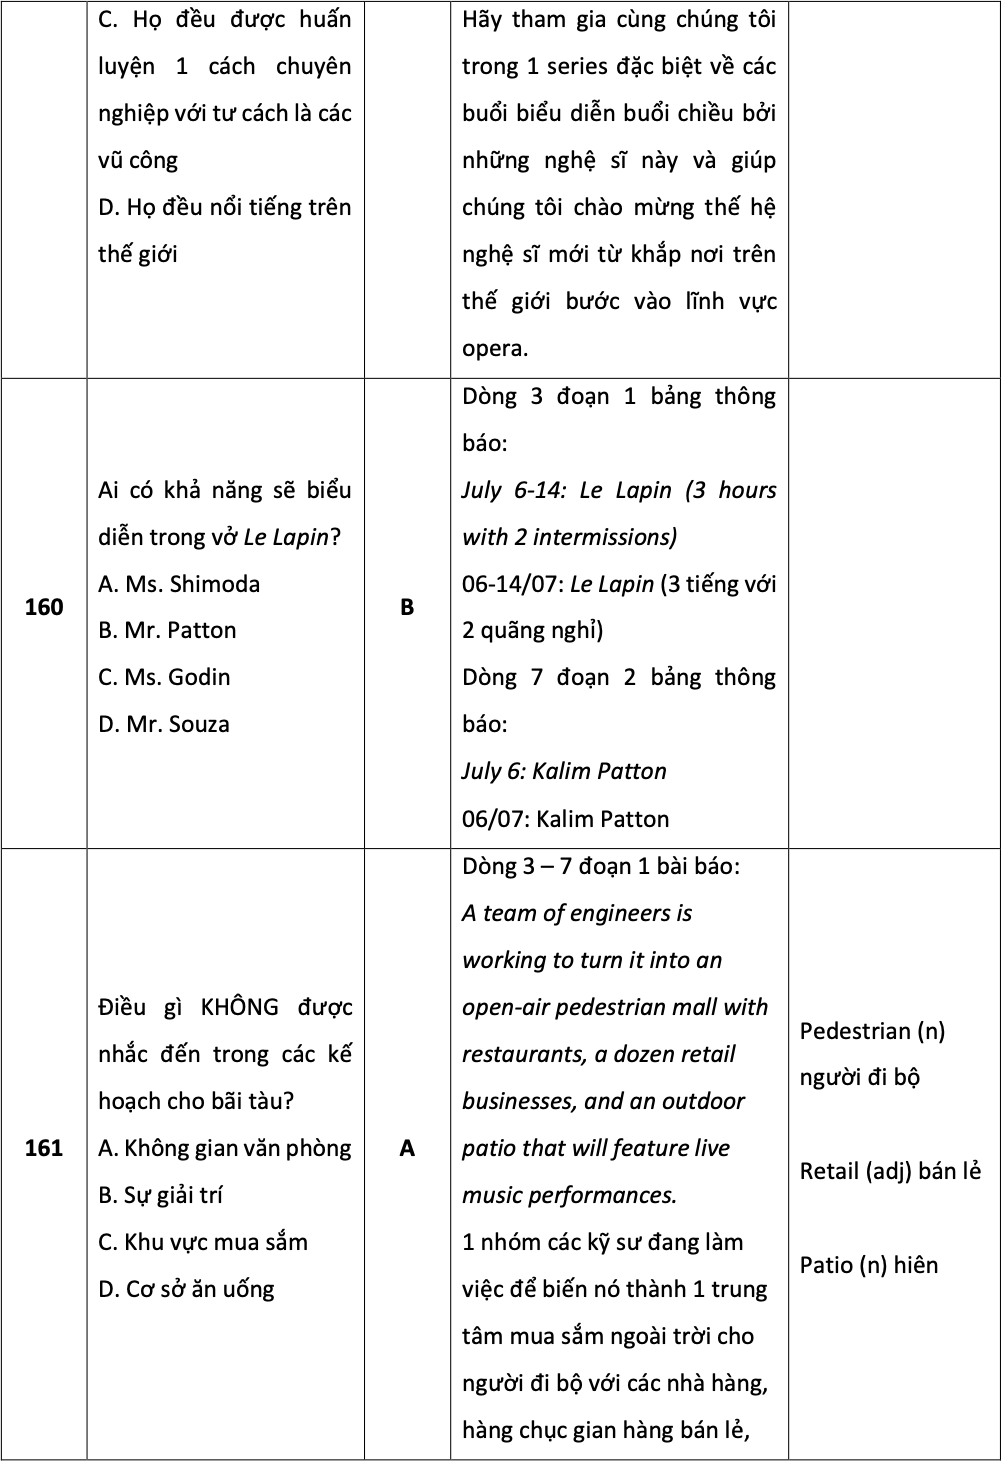 C. Họ đều được huấn
luyện 1 cách chuyên
nghiệp với tư cách là các
vũ công
D. Họ đều nổi tiếng trên
thế giới
Hãy tham gia cùng chúng tôi
trong 1 series đặc biệt về các
buổi biểu diễn buổi chiều bởi
những nghệ sĩ này và giúp
chúng tôi chào mừng thế hệ
nghệ sĩ mới từ khắp nơi trên
thế giới bước vào lĩnh vực
opera.
160
Ai có khả năng sẽ biểu
diễn trong vở Le Lapin?
A. Ms. Shimoda
B. Mr. Patton
C. Ms. Godin
D. Mr. Souza
B
Dòng 3 đoạn 1 bảng thông
báo:
July 6-14: Le Lapin (3 hours
with 2 intermissions)
06-14/07: Le Lapin (3 tiếng với
2 quãng nghỉ)
Dòng 7 đoạn 2 bảng thông
báo:
July 6: Kalim Patton
06/07: Kalim Patton
161
Điều gì KHÔNG được
nhắc đến trong các kế
hoạch cho bãi tàu?
A. Không gian văn phòng
B. Sự giải trí
C. Khu vực mua sắm
D. Cơ sở ăn uống
A
Dòng 3 – 7 đoạn 1 bài báo:
A team of engineers is
working to turn it into an
open-air pedestrian mall with
restaurants, a dozen retail
businesses, and an outdoor
patio that will feature live
music performances.
1 nhóm các kỹ sư đang làm
việc để biến nó thành 1 trung
tâm mua sắm ngoài trời cho
người đi bộ với các nhà hàng,
hàng chục gian hàng bán lẻ,
Pedestrian (n)
người đi bộ
Retail (adj) bán lẻ
Patio (n) hiên